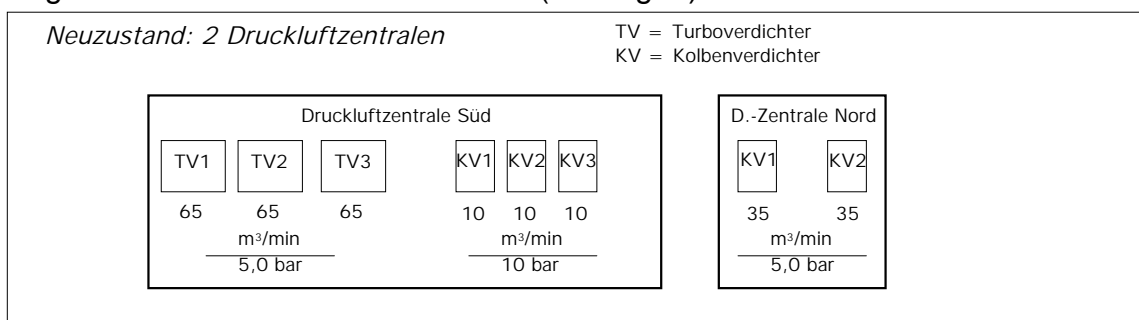 Neuzustand: 2 Druckluftzentralen
TV = Turboverdichter
KV = Kolbenverdichter
Druckluftzentrale Süd
TV1 TV2 TV3 KV1 KV2 KV3
65 65 65 10 10 10
m³/min m³/min
5,0 bar 10 bar
D.-Zentrale Nord
KV1 KV2
35 35
m³/min
5,0 bar